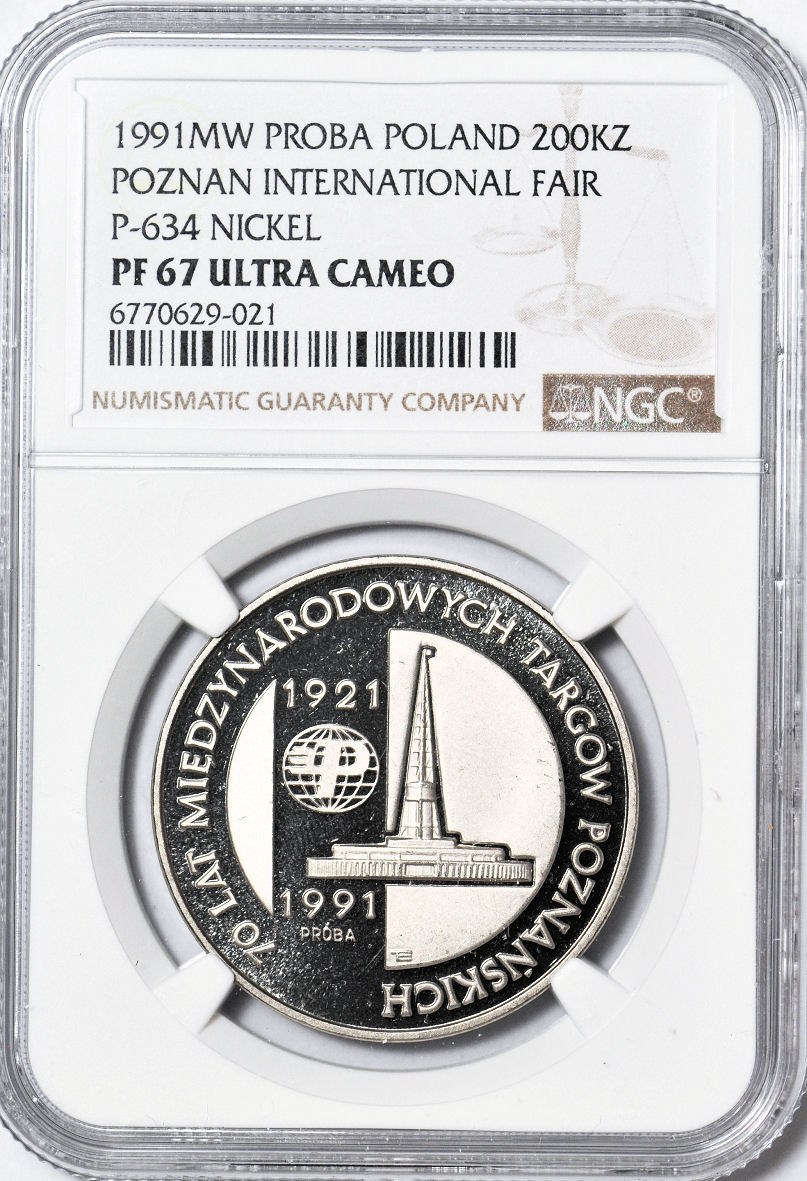 1991MW PROBA POLAND 200KZ
POZNAN INTERNATIONAL FAIR
P-634 NICKEL
PF 67 ULTRA CAMEO
6770629-021
NUMISMATIC GUARANTY COMPANY
NGC®
70 LAT MIĘDZYNARODOWYCH TARGÓW POZNAŃSKICH
1921
1991
PRÓBA